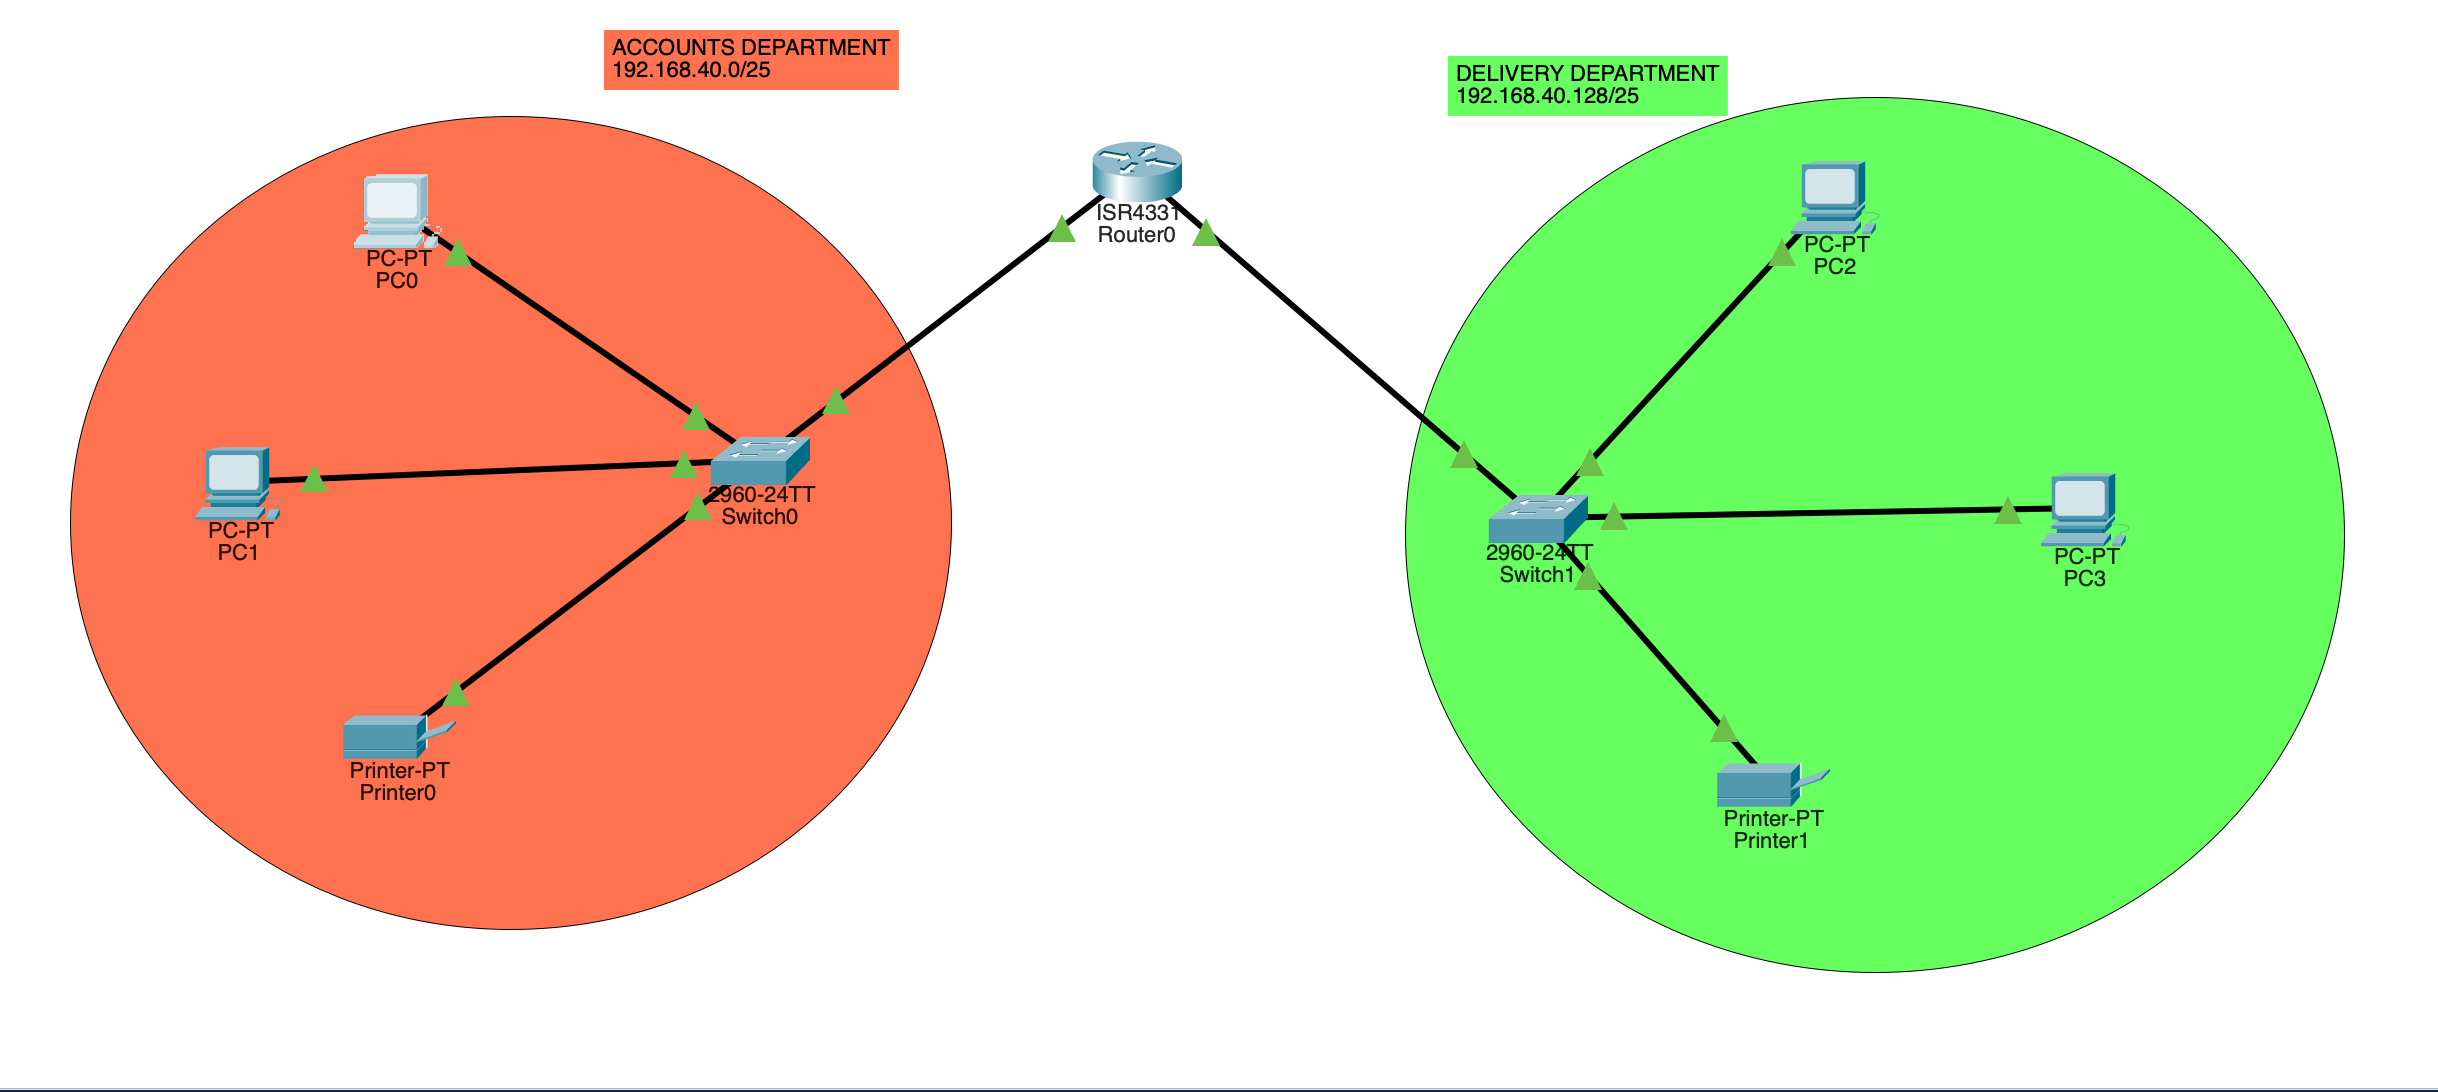 ACCOUNTS DEPARTMENT
192.168.40.0/25
DELIVERY DEPARTMENT
192.168.40.128/25
ISR4331
Router0
PC-PT
PC0
PC-PT
PC2
PC-PT
PC1
2960-24TT
Switch0
2960-24TT
Switch1
PC-PT
PC3
Printer-PT
Printer0
Printer-PT
Printer1